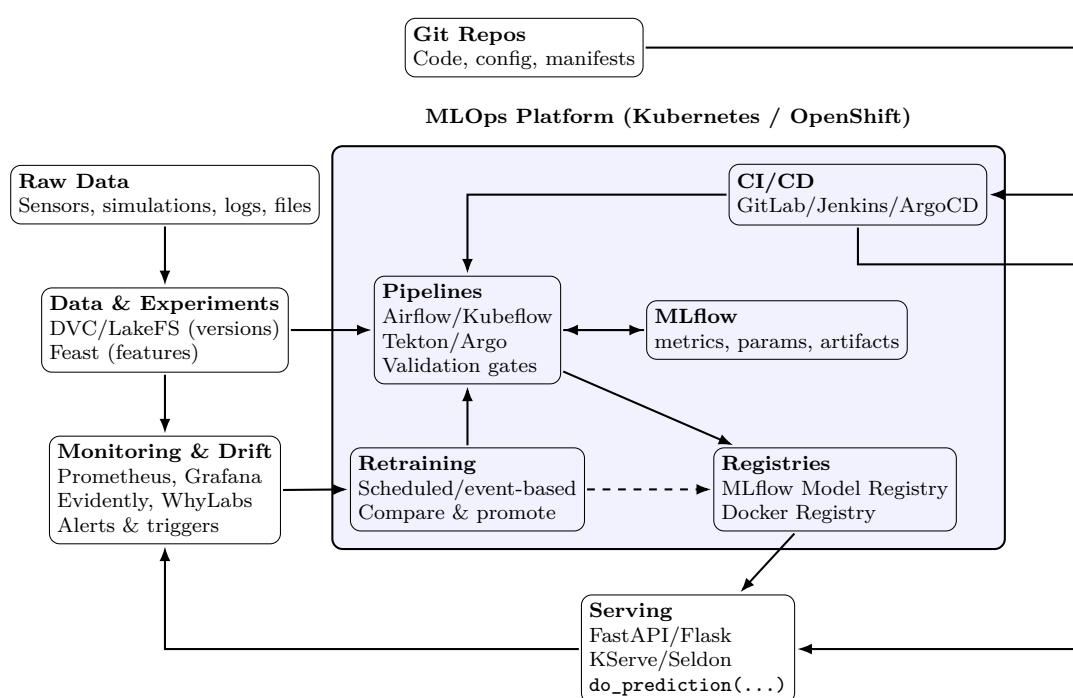 Git Repos
Code, config, manifests
MLOps Platform (Kubernetes / OpenShift)
Raw Data
Sensors, simulations, logs, files
CI/CD
GitLab/Jenkins/ArgoCD
Data & Experiments
DVC/LakeFS (versions)
Feast (features)
Pipelines
Airflow/Kubeflow
Tekton/Argo
Validation gates
MLflow
metrics, params, artifacts
Monitoring & Drift
Prometheus, Grafana
Evidently, WhyLabs
Alerts & triggers
Retraining
Scheduled/event-based
Compare & promote
Registries
MLflow Model Registry
Docker Registry
Serving
FastAPI/Flask
KServe/Seldon
do_prediction(...)